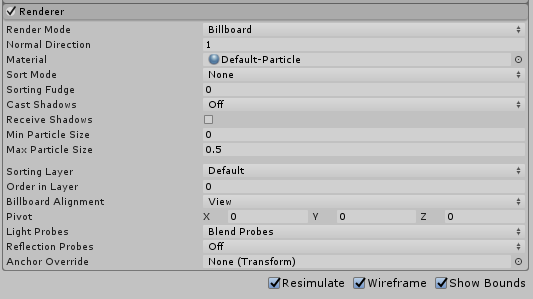 Renderer
Render Mode Billboard
Normal Direction 1
Material Default-Particle
Sort Mode None
Sorting Fudge 0
Cast Shadows Off
Receive Shadows
Min Particle Size 0
Max Particle Size 0.5
Sorting Layer Default
Order in Layer 0
Billboard Alignment View
Pivot X 0 Y 0 Z 0
Light Probes Blend Probes
Reflection Probes Off
Anchor Override None (Transform)
Resimulate Wireframe Show Bounds